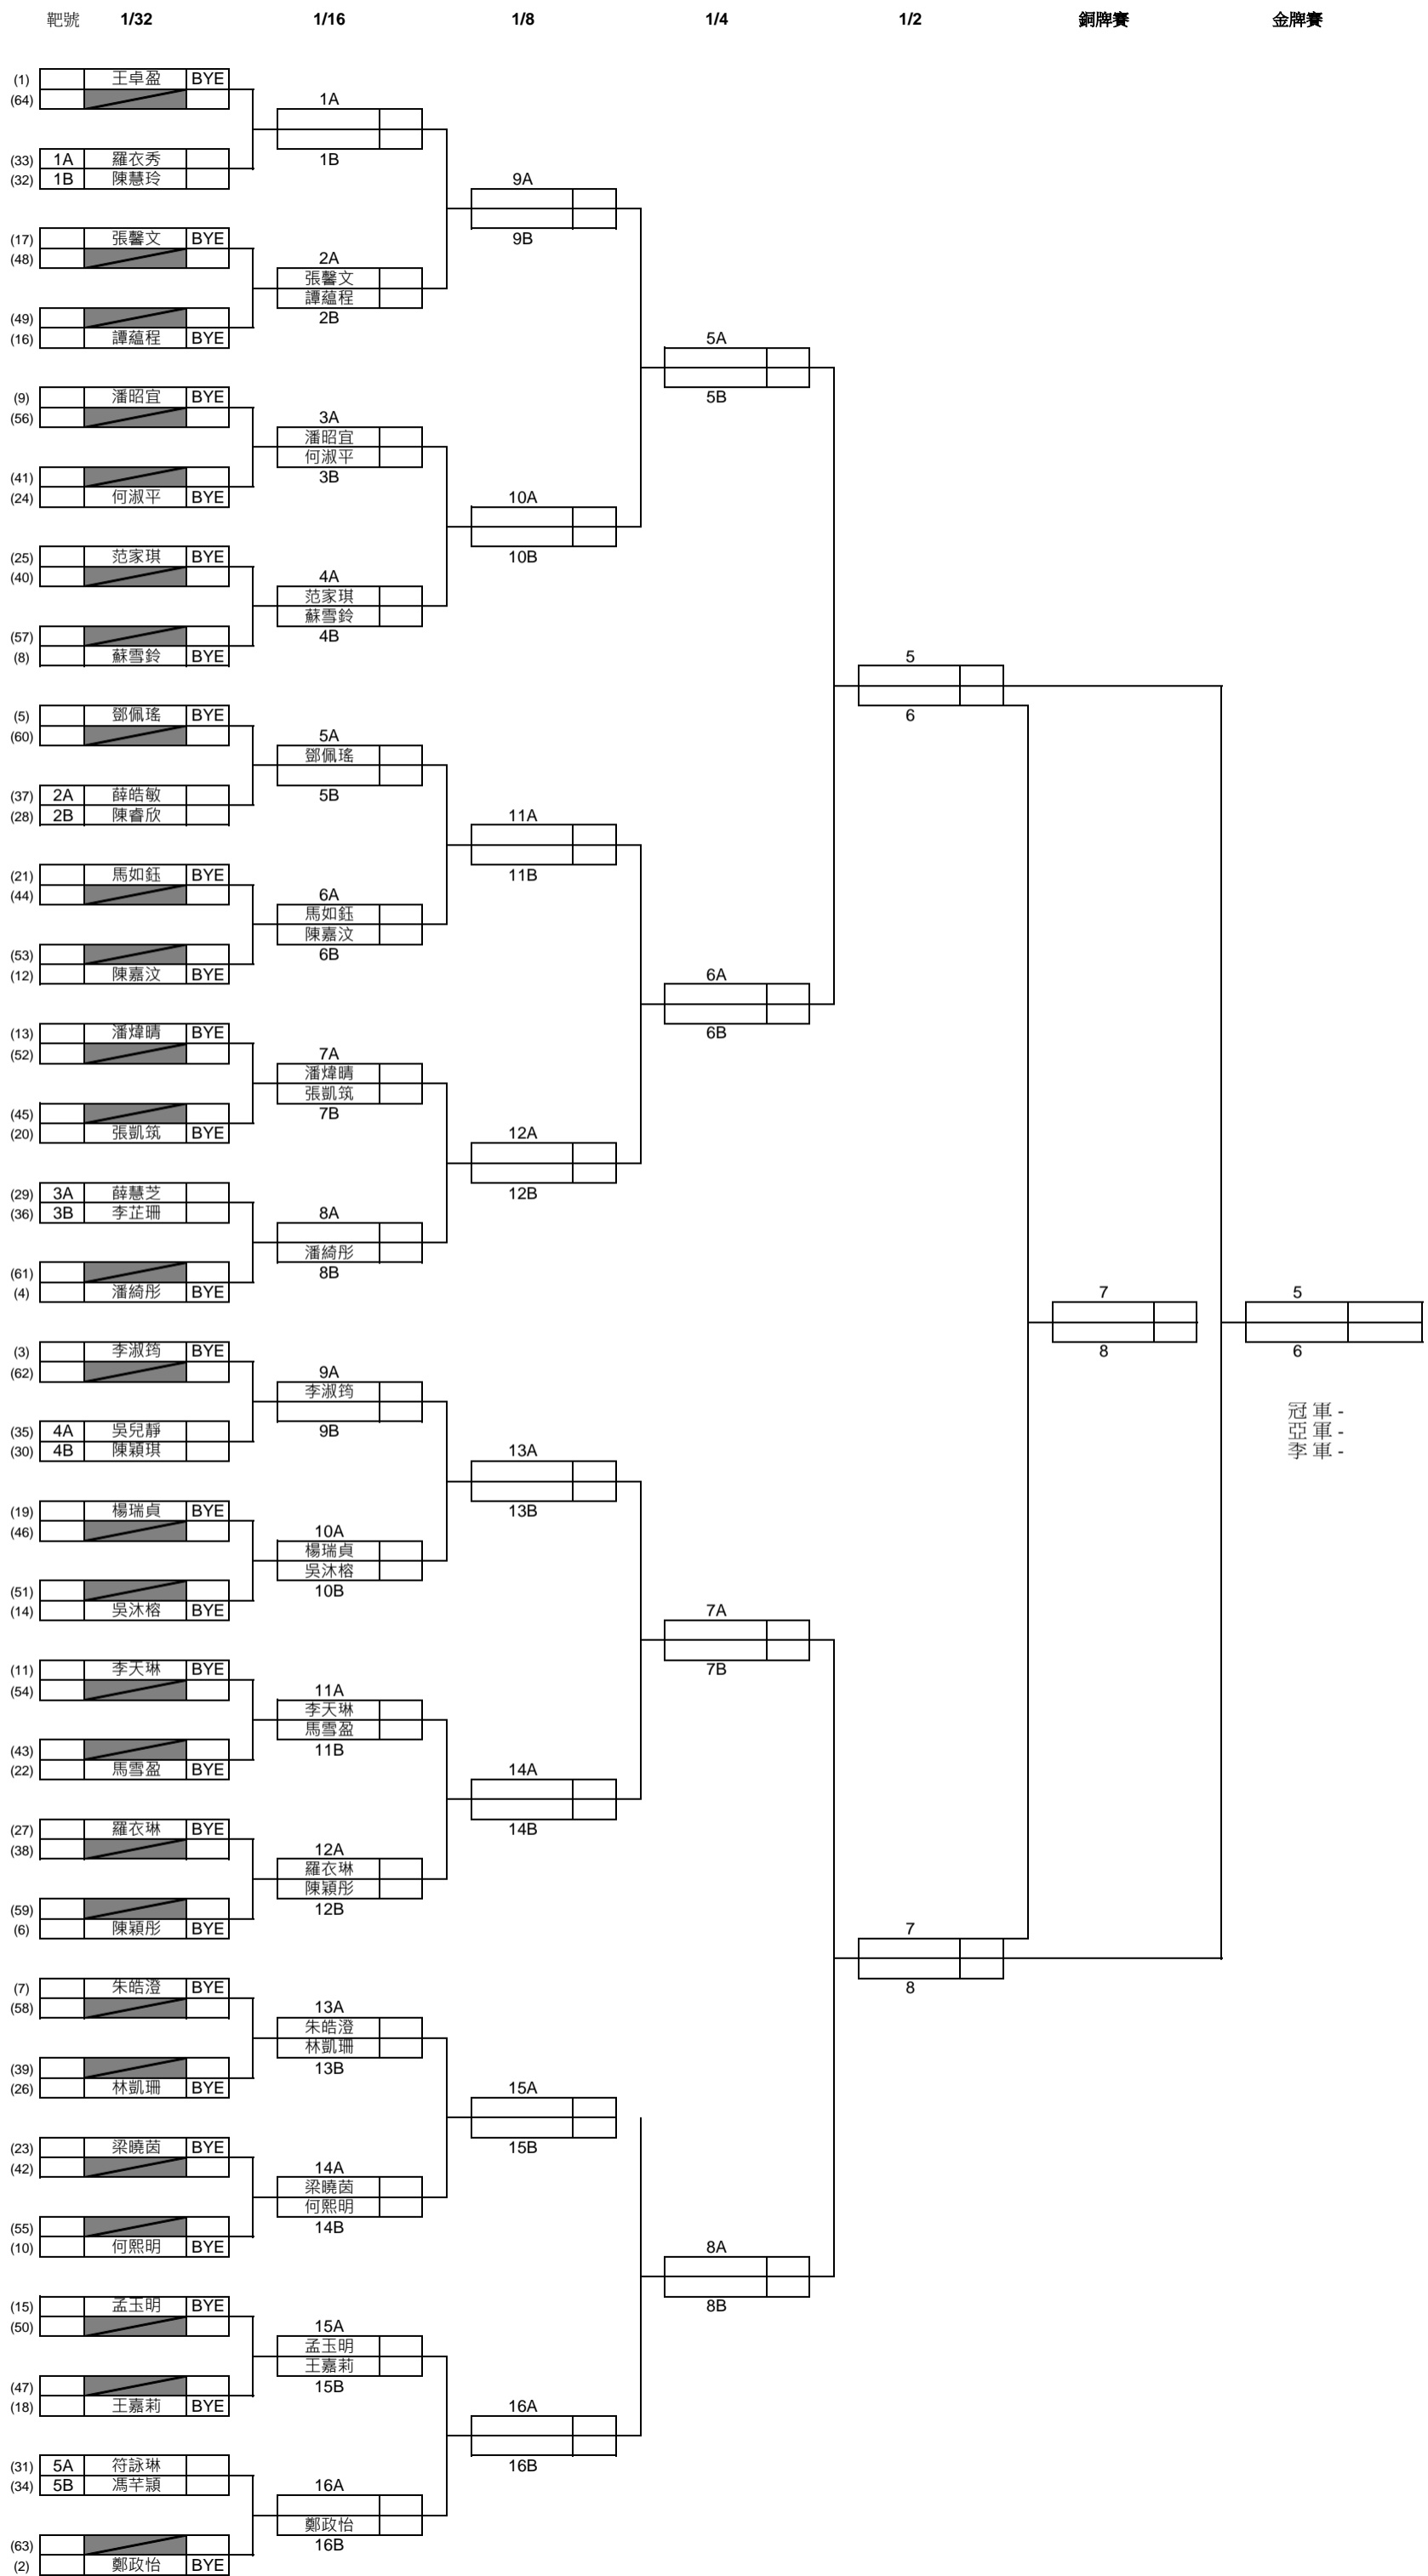 靶號 1/32 1/16 1/8 1/4 1/2 銅牌賽 金牌賽
(1) 王卓盈 BYE
(64)
1A
1B
(33) 1A 羅衣秀
(32) 1B 陳慧玲
9A
9B
(17) 張馨文 BYE
(48)
2A
張馨文
譚蘊程
2B
(49)
(16) 譚蘊程 BYE
5A
5B
(9) 潘昭宜 BYE
(56)
3A
潘昭宜
何淑平
3B
(41)
(24) 何淑平 BYE
10A
10B
(25) 范家琪 BYE
(40)
4A
范家琪
蘇雪鈴
4B
(57)
(8) 蘇雪鈴 BYE
5
6
(5) 鄧佩瑤 BYE
(60)
5A
鄧佩瑤
5B
(37) 2A 薛皓敏
(28) 2B 陳睿欣
11A
11B
(21) 馬如鈺 BYE
(44)
6A
馬如鈺
陳嘉汶
6B
(53)
(12) 陳嘉汶 BYE
6A
6B
(13) 潘煒晴 BYE
(52)
7A
潘煒晴
張凱筑
7B
(45)
(20) 張凱筑 BYE
12A
12B
(29) 3A 薛慧芝
(36) 3B 李芷珊
8A
潘綺彤
8B
(61)
(4) 潘綺彤 BYE
7
8
5
6
(3) 李淑筠 BYE
(62)
9A
李淑筠
9B
冠 軍 -
亞 軍 -
季 軍 -
(35) 4A 吳兒靜
(30) 4B 陳穎琪
13A
13B
(19) 楊瑞貞 BYE
(46)
10A
楊瑞貞
吳沐榕
10B
(51)
(14) 吳沐榕 BYE
7A
7B
(11) 李天琳 BYE
(54)
11A
李天琳
馬雪盈
11B
(43)
(22) 馬雪盈 BYE
14A
14B
(27) 羅衣琳 BYE
(38)
12A
羅衣琳
陳穎彤
12B
(59)
(6) 陳穎彤 BYE
7
8
(7) 朱皓澄 BYE
(58)
13A
朱皓澄
林凱珊
13B
(39)
(26) 林凱珊 BYE
15A
15B
(23) 梁曉茵 BYE
(42)
14A
梁曉茵
何熙明
14B
(55)
(10) 何熙明 BYE
8A
8B
(15) 孟玉明 BYE
(50)
15A
孟玉明
王嘉莉
15B
(47)
(18) 王嘉莉 BYE
16A
16B
(31) 5A 符詠琳
(34) 5B 馮芊頴
16A
鄭政怡
16B
(63)
(2) 鄭政怡 BYE